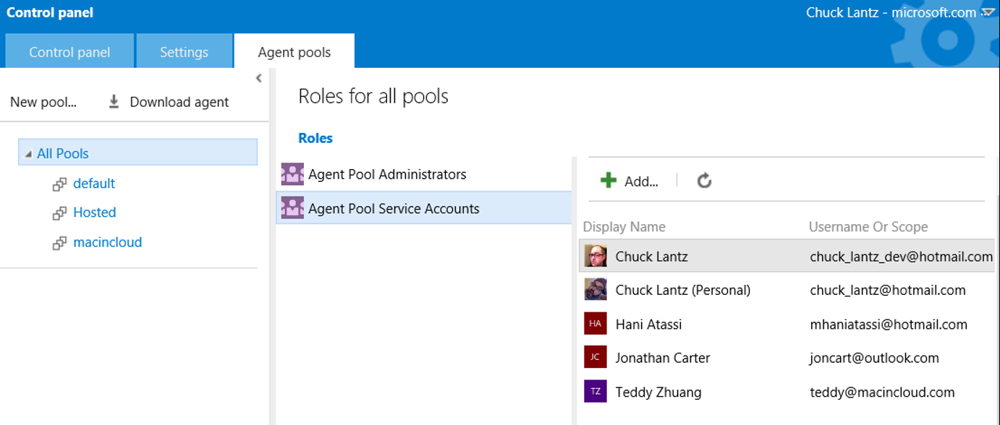 Control panel
Chuck Lantz - microsoft.com
Control panel
Settings
Agent pools
New pool...
Download agent
All Pools
default
Hosted
macincloud
Roles for all pools
Roles
Agent Pool Administrators
Agent Pool Service Accounts
Add...
Display Name Username Or Scope
Chuck Lantz chuck_lantz_dev@hotmail.com
Chuck Lantz (Personal) chuck_lantz@hotmail.com
HA Hani Atassi mhaniatassi@hotmail.com
JC Jonathan Carter joncart@outlook.com
TZ Teddy Zhuang teddy@macincloud.com